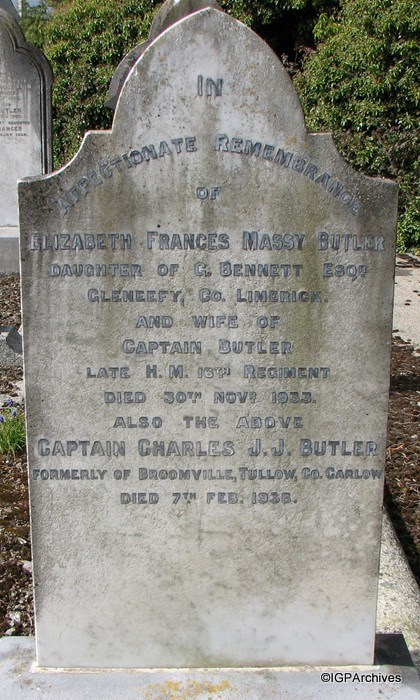 IN
AFFECTIONATE REMEMBRANCE
OF
ELIZABETH FRANCES MASSY BUTLER
DAUGHTER OF C. BENNETT ESQR
GLENEEFY, CO. LIMERICK.
AND WIFE OF
CAPTAIN BUTLER
LATE H. M. 16TH REGIMENT
DIED 30TH NOVR 1933.
ALSO THE ABOVE
CAPTAIN CHARLES J. J. BUTLER
FORMERLY OF BROOMVILLE, TULLOW, CO. CARLOW
DIED 7TH FEB. 1938.
©IGPArchives